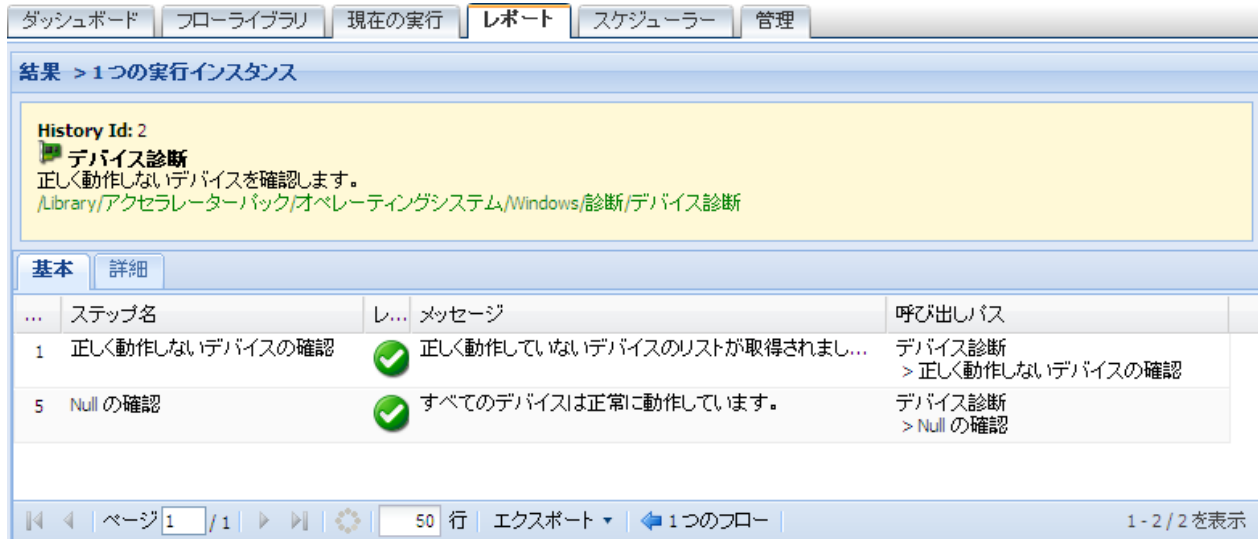 ダッシュボード フローライブラリ 現在の実行 レポート スケジューラー 管理
結果 > 1 つの実行インスタンス
History Id: 2
デバイス診断
正しく動作しないデバイスを確認します。
/Library/アクセラレーターパック/オペレーティングシステム/Windows/診断/デバイス診断
基本 詳細
... ステップ名 レ... メッセージ 呼び出しパス
1 正しく動作しないデバイスの確認 正しく動作していないデバイスのリストが取得されまし... デバイス診断
> 正しく動作しないデバイスの確認
5 Null の確認 すべてのデバイスは正常に動作しています。 デバイス診断
> Null の確認
ページ 1 / 1 50 行 エクスポート 1 つのフロー 1 - 2 / 2 を表示